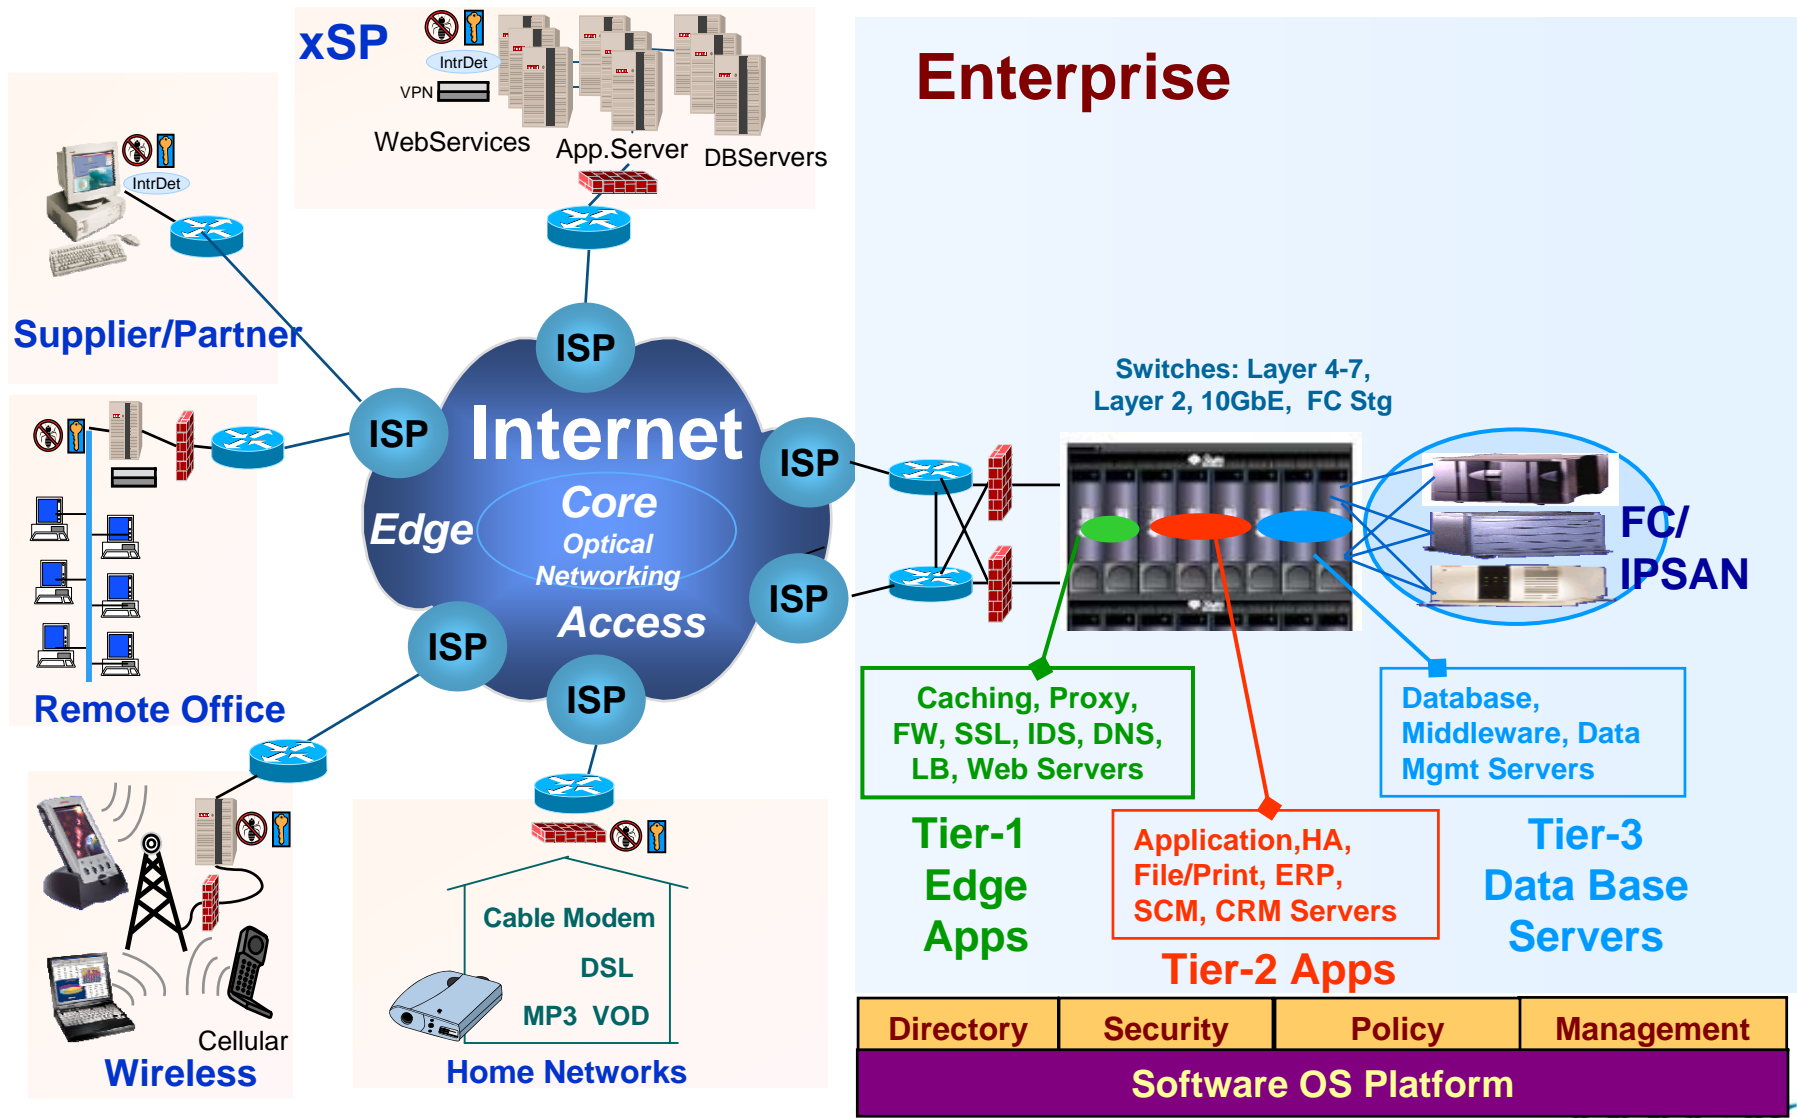 xSP
IntrDet
VPN
WebServices
App.Server
DBServers
IntrDet
Supplier/Partner
Remote Office
Cellular
Wireless
ISP
ISP
ISP
ISP
ISP
ISP
Internet
Core
Optical
Networking
Edge
Access
Cable Modem
DSL
MP3 VOD
Home Networks
Enterprise
Switches: Layer 4-7,
Layer 2, 10GbE, FC Stg
FC/
IPSAN
Caching, Proxy,
FW, SSL, IDS, DNS,
LB, Web Servers
Tier-1
Edge
Apps
Application,HA,
File/Print, ERP,
SCM, CRM Servers
Tier-2 Apps
Database,
Middleware, Data
Mgmt Servers
Tier-3
Data Base
Servers
Directory
Security
Policy
Management
Software OS Platform